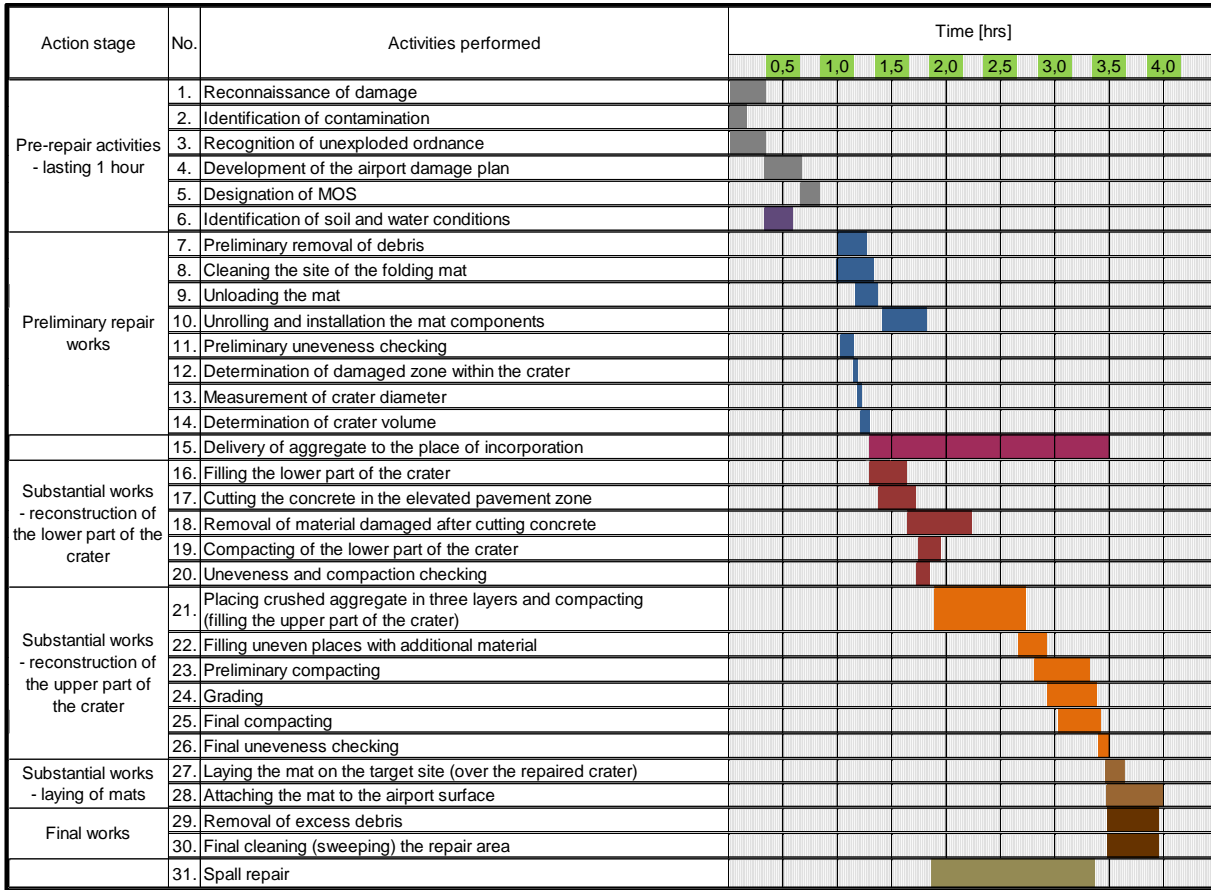 Action stage
No.
Activities performed
Time [hrs]
0,5 1,0 1,5 2,0 2,5 3,0 3,5 4,0
Pre-repair activities
- lasting 1 hour
1. Reconnaissance of damage
2. Identification of contamination
3. Recognition of unexploded ordnance
4. Development of the airport damage plan
5. Designation of MOS
6. Identification of soil and water conditions
Preliminary repair
works
7. Preliminary removal of debris
8. Cleaning the site of the folding mat
9. Unloading the mat
10. Unrolling and installation the mat components
11. Preliminary uneveness checking
12. Determination of damaged zone within the crater
13. Measurement of crater diameter
14. Determination of crater volume
15. Delivery of aggregate to the place of incorporation
Substantial works
- reconstruction of
the lower part of the
crater
16. Filling the lower part of the crater
17. Cutting the concrete in the elevated pavement zone
18. Removal of material damaged after cutting concrete
19. Compacting of the lower part of the crater
20. Uneveness and compaction checking
Substantial works
- reconstruction of
the upper part of
the crater
21. Placing crushed aggregate in three layers and compacting
(filling the upper part of the crater)
22. Filling uneven places with additional material
23. Preliminary compacting
24. Grading
25. Final compacting
26. Final uneveness checking
Substantial works
- laying of mats
27. Laying the mat on the target site (over the repaired crater)
28. Attaching the mat to the airport surface
Final works
29. Removal of excess debris
30. Final cleaning (sweeping) the repair area
31. Spall repair